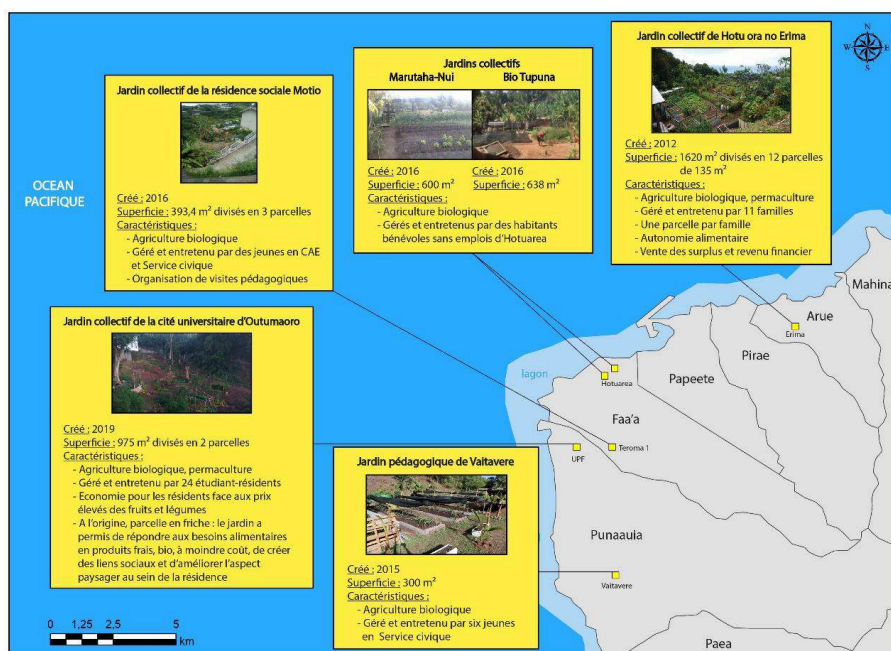 Jardin collectif de la résidence sociale Motio
Créé : 2016
Superficie : 393,4 m² divisés en 3 parcelles
Caractéristiques :
- Agriculture biologique
- Géré et entretenu par des jeunes en CAE
et Service civique
- Organisation de visites pédagogiques
Jardins collectifs
Marutaha-Nui
Bio Tupuna
Créé : 2016
Superficie : 600 m²
Créé : 2016
Superficie : 638 m²
Caractéristiques :
- Agriculture biologique
- Gérés et entretenus par des habitants
bénévoles sans emplois d'Hotuarea
Jardin collectif de Hotu ora no Erima
Créé : 2012
Superficie : 1620 m² divisés en 12 parcelles
de 135 m²
Caractéristiques :
- Agriculture biologique, permaculture
- Géré et entretenu par 11 familles
- Une parcelle par famille
- Autonomie alimentaire
- Vente des surplus et revenu financier
N
W
E
S
OCEAN
PACIFIQUE
Jardin collectif de la cité universitaire d'Outumaoro
Créé : 2019
Superficie : 975 m² divisés en 2 parcelles
Caractéristiques :
- Agriculture biologique, permaculture
- Géré et entretenu par 24 étudiant-résidents
- Economie pour les résidents face aux prix
élevés des fruits et légumes
- A l'origine, parcelle en friche : le jardin a
permis de répondre aux besoins alimentaires
en produits frais, bio, à moindre coût, de créer
des liens sociaux et d'améliorer l'aspect
paysager au sein de la résidence
Jardin pédagogique de Vaitavere
Créé : 2015
Superficie : 300 m²
Caractéristiques :
- Agriculture biologique
- Géré et entretenu par six jeunes
en Service civique
Mahina
Arue
Erima
Pirae
Papeete
lagon
Hotuarea
Faa'a
UPF
Teroma 1
Punaauia
Vaitavere
Paea
0 1,25 2,5 5
km